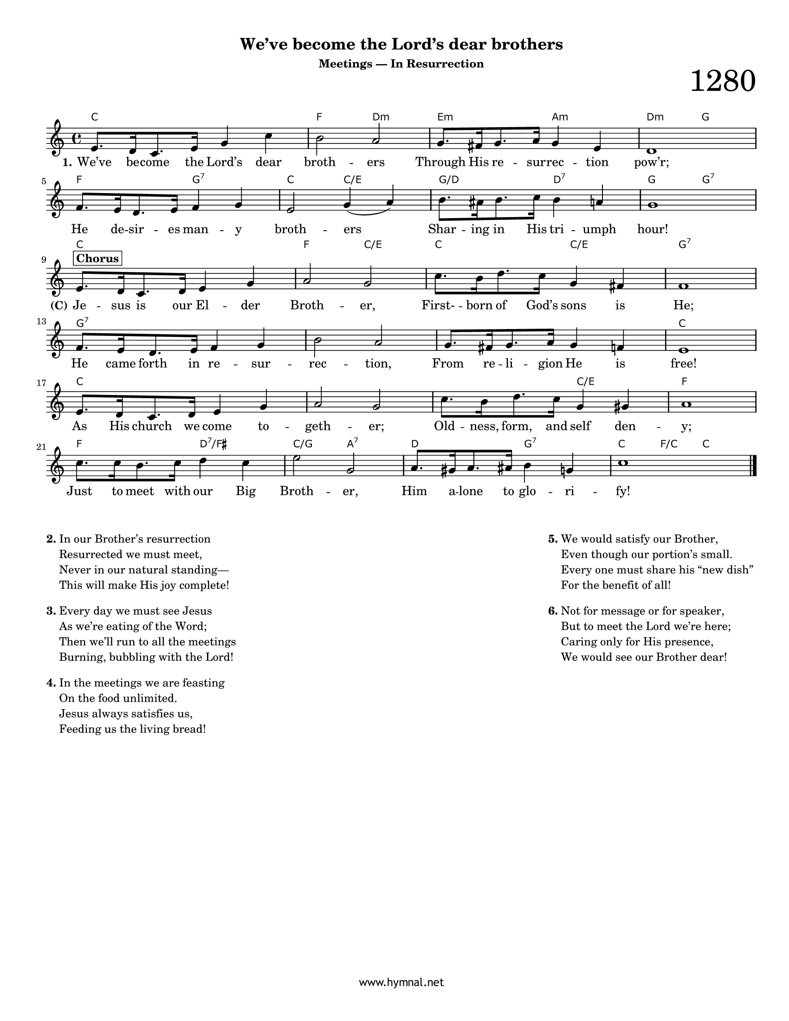 We've become the Lord's dear brothers
Meetings — In Resurrection
1280
C F Dm Em Am Dm G
1. We've become the Lord's dear broth - ers Through His re - surrec - tion pow'r;
5 F G7 C C/E G/D D7 G G7
He de-sir - es man - y broth - ers Shar - ing in His tri - umph hour!
C F C/E C C/E G7
9 Chorus
(C) Je - sus is our El - der Broth - er, First- - born of God's sons is He;
13 G7 C
He came forth in re - sur - rec - tion, From re - li - gion He is free!
17 C C/E F
As His church we come to - geth - er; Old - ness, form, and self den - y;
21 F D7/F♯ C/G A7 D G7 C F/C C
Just to meet with our Big Broth - er, Him a-lone to glo - ri - fy!
2. In our Brother's resurrection
Resurrected we must meet,
Never in our natural standing—
This will make His joy complete!
3. Every day we must see Jesus
As we're eating of the Word;
Then we'll run to all the meetings
Burning, bubbling with the Lord!
4. In the meetings we are feasting
On the food unlimited.
Jesus always satisfies us,
Feeding us the living bread!
5. We would satisfy our Brother,
Even though our portion's small.
Every one must share his “new dish”
For the benefit of all!
6. Not for message or for speaker,
But to meet the Lord we're here;
Caring only for His presence,
We would see our Brother dear!
www.hymnal.net